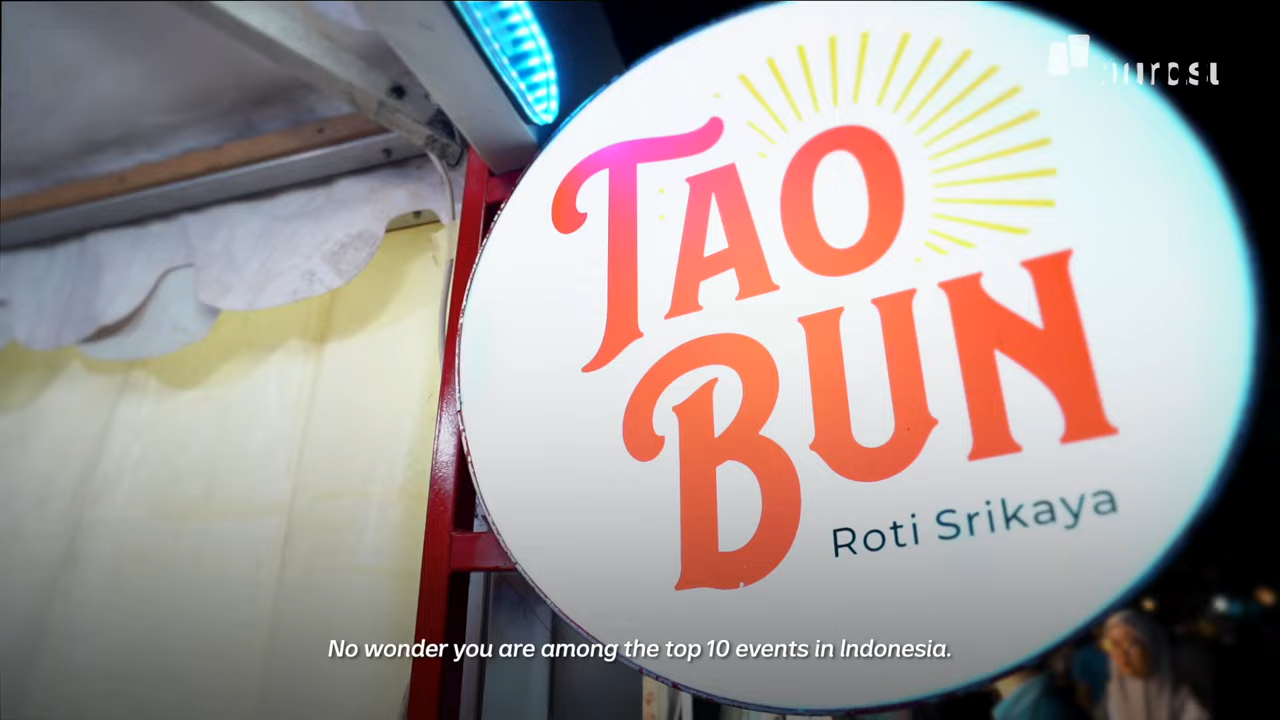 TAO
BUN
Roti Srikaya
No wonder you are among the top 10 events in Indonesia.